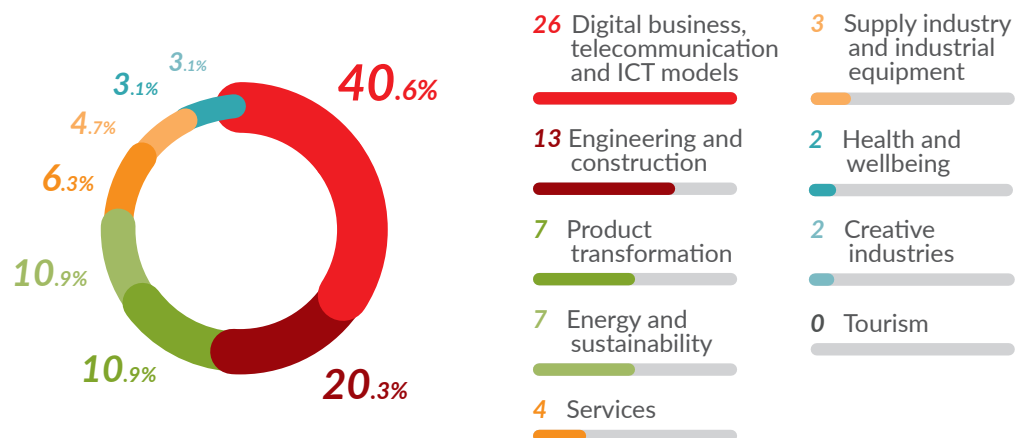 3.1%
3.1%
40.6%
4.7%
6.3%
10.9%
10.9%
20.3%
26 Digital business,
telecommunication
and ICT models
13 Engineering and
construction
7 Product
transformation
7 Energy and
sustainability
4 Services
3 Supply industry
and industrial
equipment
2 Health and
wellbeing
2 Creative
industries
0 Tourism